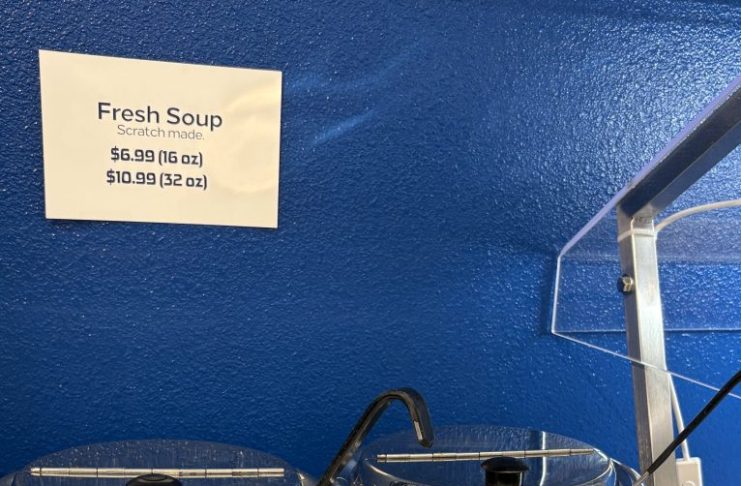 Fresh Soup
Scratch made.
$6.99 (16 oz)
$10.99 (32 oz)